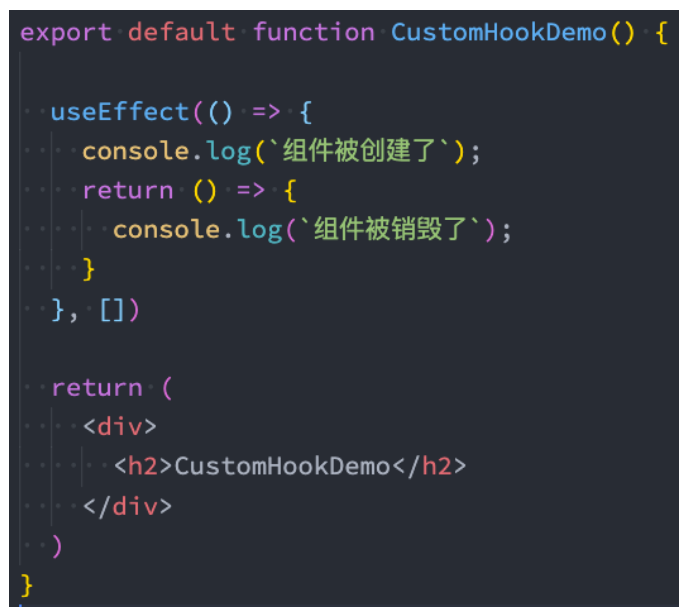 export default function CustomHookDemo() {
useEffect(() => {
console.log(`组件被创建了`);
return () => {
console.log(`组件被销毁了`);
}
}, [])
return (
<div>
<h2>CustomHookDemo</h2>
</div>
)
}